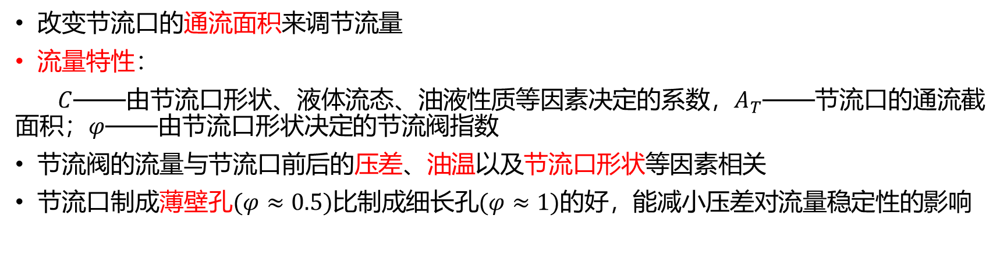 • 改变节流口的通流面积来调节流量
• 流量特性：
C——由节流口形状、液体流态、油液性质等因素决定的系数，A_T——节流口的通流截
面积；φ——由节流口形状决定的节流阀指数
• 节流阀的流量与节流口前后的压差、油温以及节流口形状等因素相关
• 节流口制成薄壁孔(φ ≈ 0.5)比制成细长孔(φ ≈ 1)的好，能减小压差对流量稳定性的影响